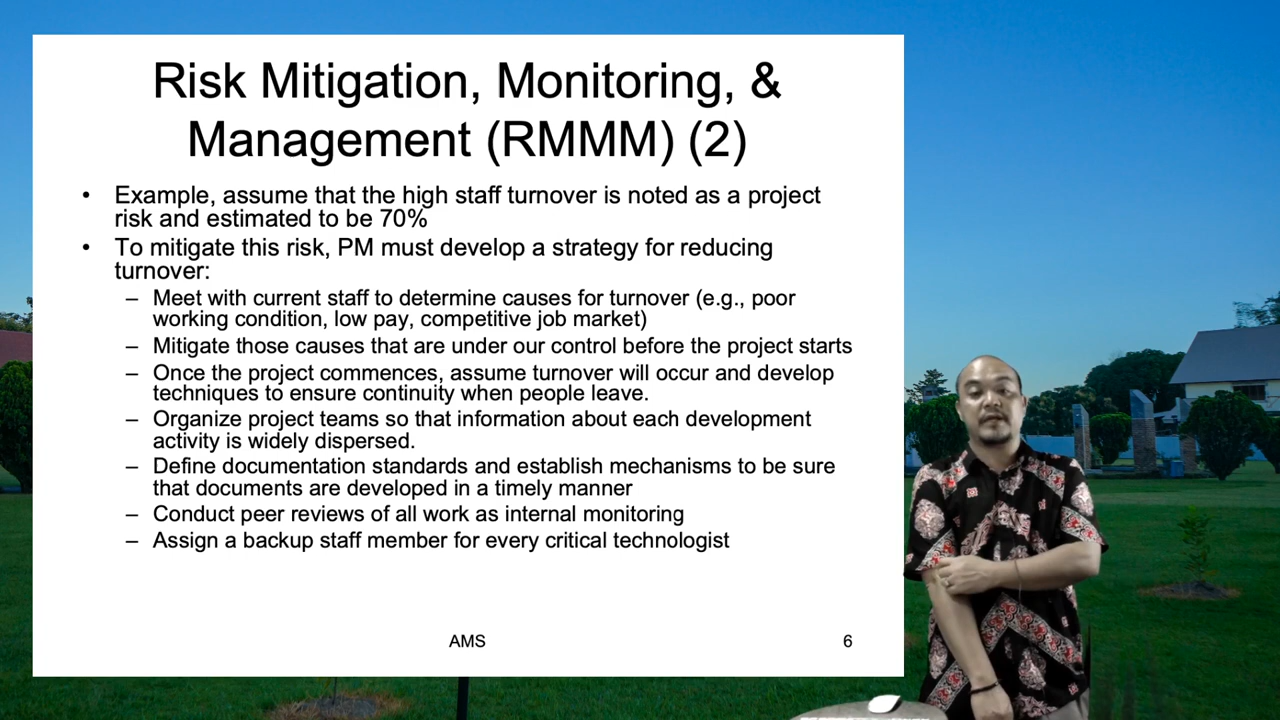 Risk Mitigation, Monitoring, &
Management (RMMM) (2)
• Example, assume that the high staff turnover is noted as a project
risk and estimated to be 70%
• To mitigate this risk, PM must develop a strategy for reducing
turnover:
– Meet with current staff to determine causes for turnover (e.g., poor
working condition, low pay, competitive job market)
– Mitigate those causes that are under our control before the project starts
– Once the project commences, assume turnover will occur and develop
techniques to ensure continuity when people leave.
– Organize project teams so that information about each development
activity is widely dispersed.
– Define documentation standards and establish mechanisms to be sure
that documents are developed in a timely manner
– Conduct peer reviews of all work as internal monitoring
– Assign a backup staff member for every critical technologist
AMS
6